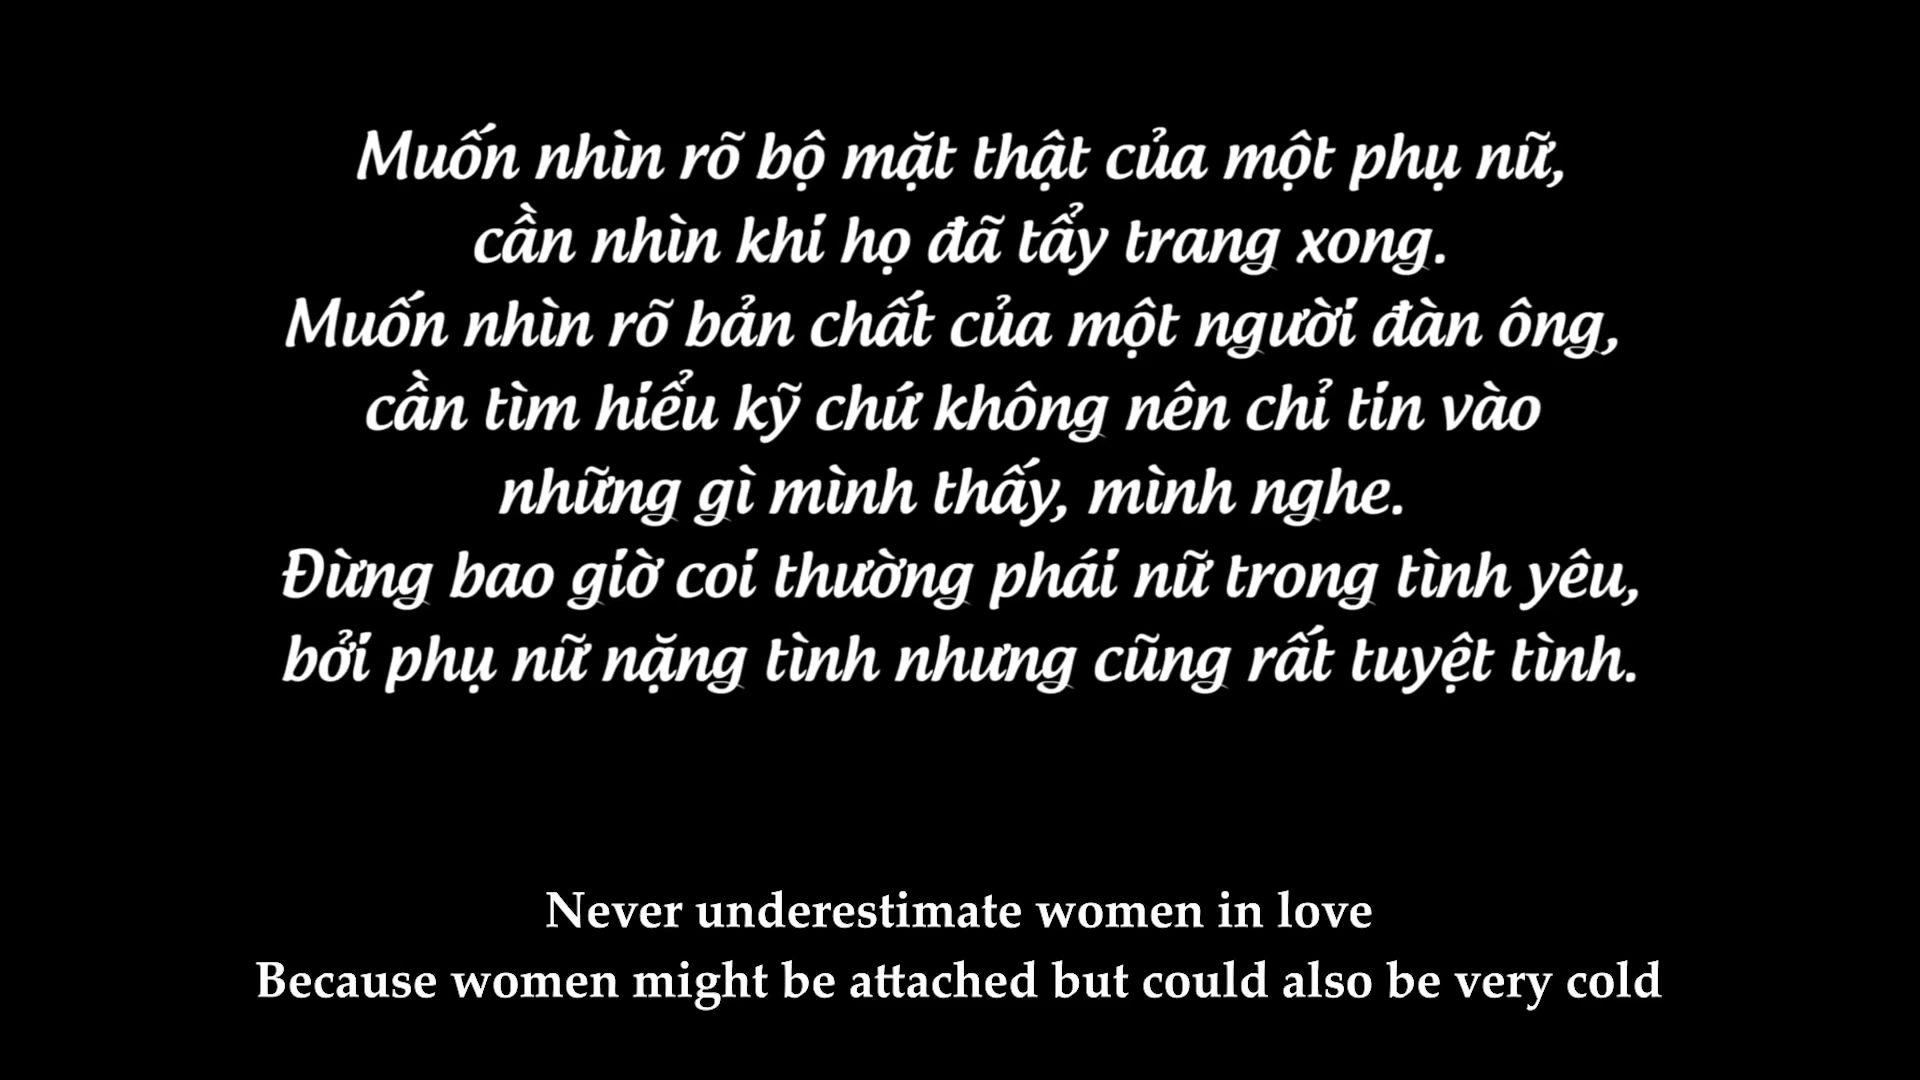 Muốn nhìn rõ bộ mặt thật của một phụ nữ,
cần nhìn khi họ đã tẩy trang xong.
Muốn nhìn rõ bản chất của một người đàn ông,
cần tìm hiểu kỹ chứ không nên chỉ tin vào
những gì mình thấy, mình nghe.
Đừng bao giờ coi thường phái nữ trong tình yêu,
bởi phụ nữ nặng tình nhưng cũng rất tuyệt tình.
Never underestimate women in love
Because women might be attached but could also be very cold